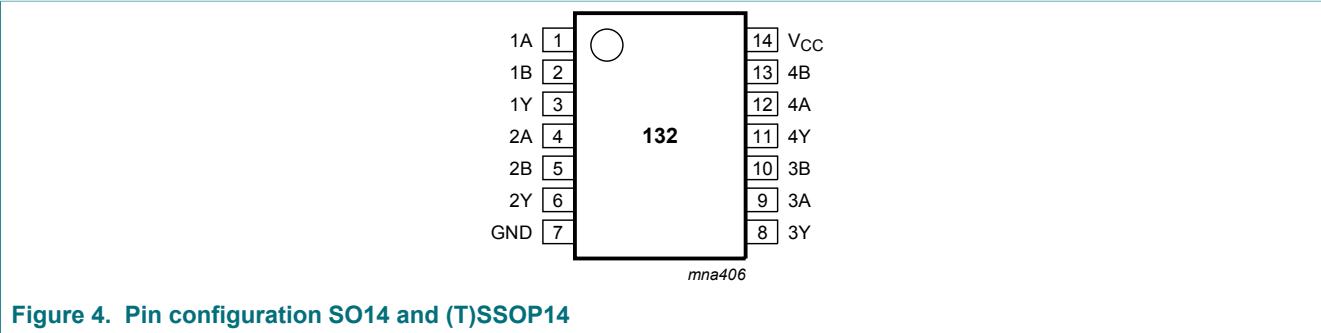 1A 1 14 VCC
1B 2 13 4B
1Y 3 12 4A
2A 4 132 11 4Y
2B 5 10 3B
2Y 6 9 3A
GND 7 8 3Y
mna406
Figure 4. Pin configuration SO14 and (T)SSOP14